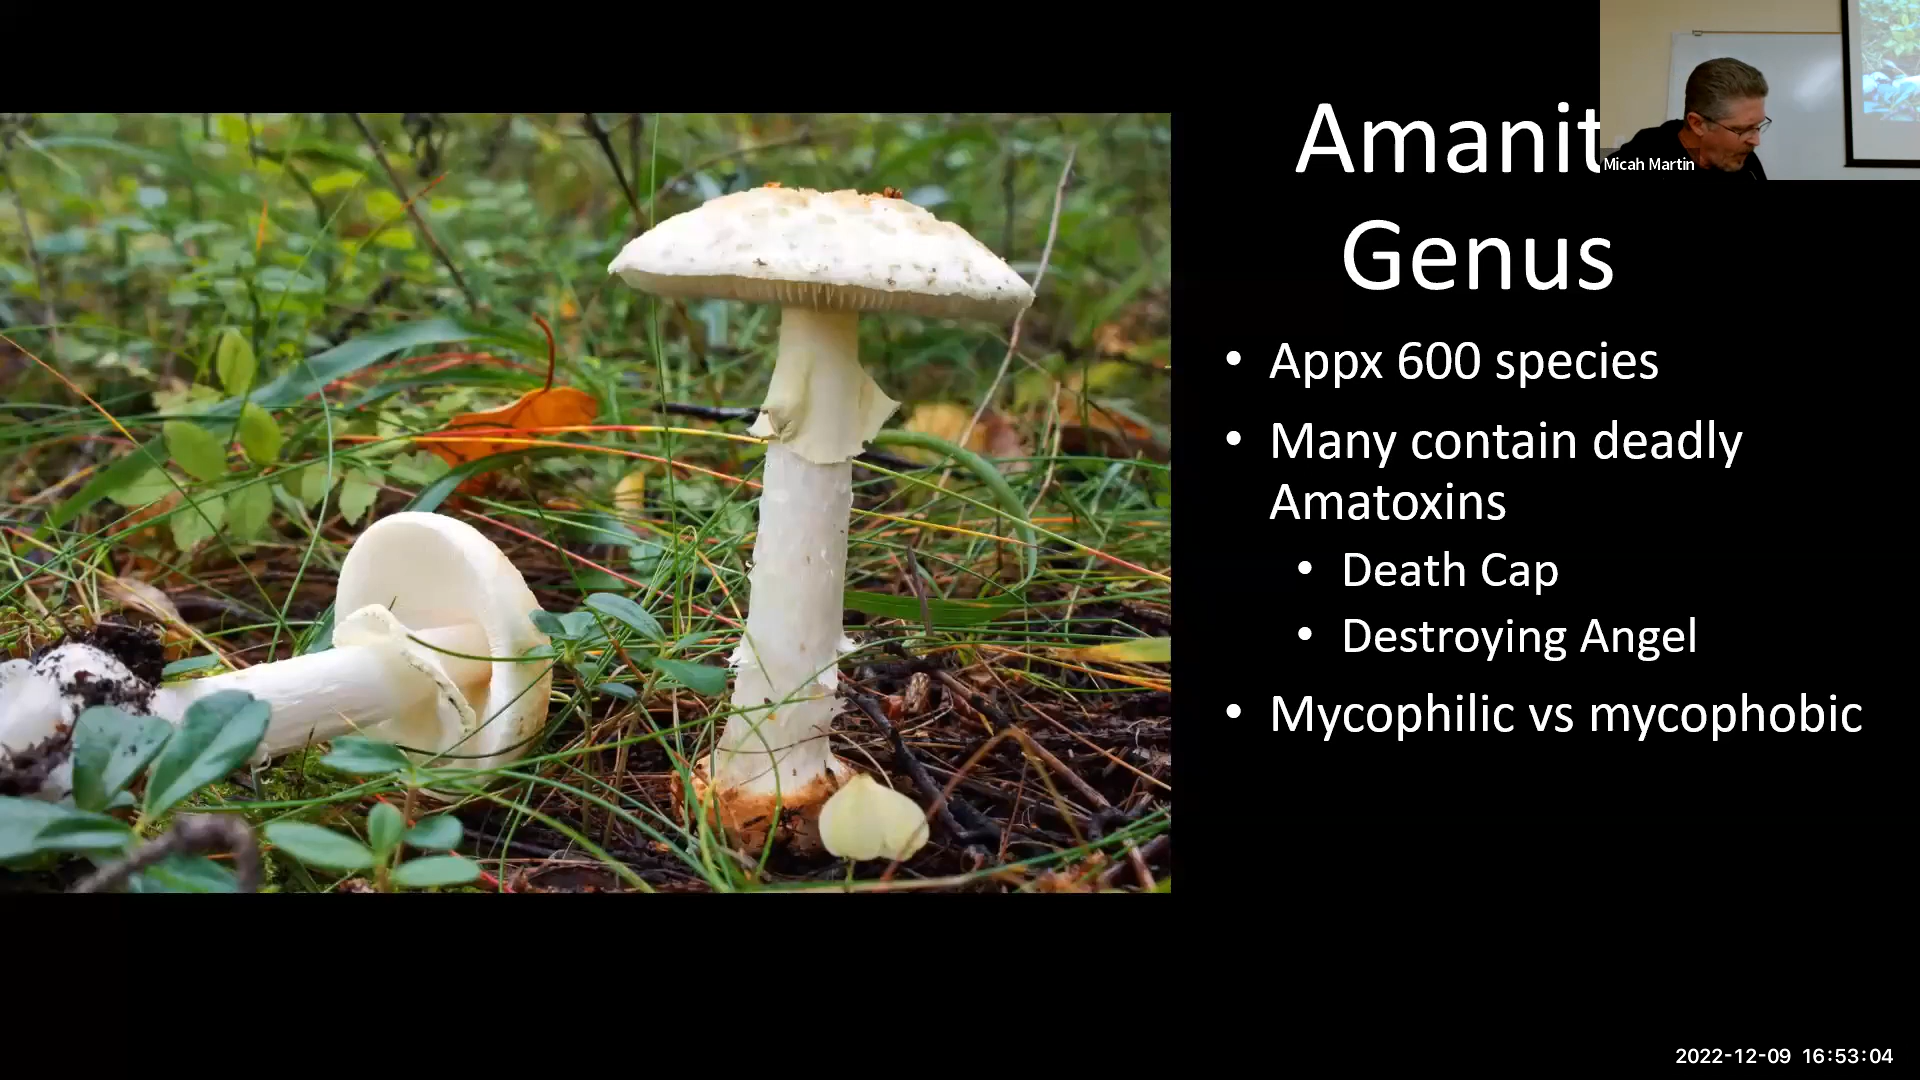 Amanit
Genus
Micah Martin
• Appx 600 species
• Many contain deadly
Amatoxins
• Death Cap
• Destroying Angel
• Mycophilic vs mycophobic
2022-12-09 16:53:04